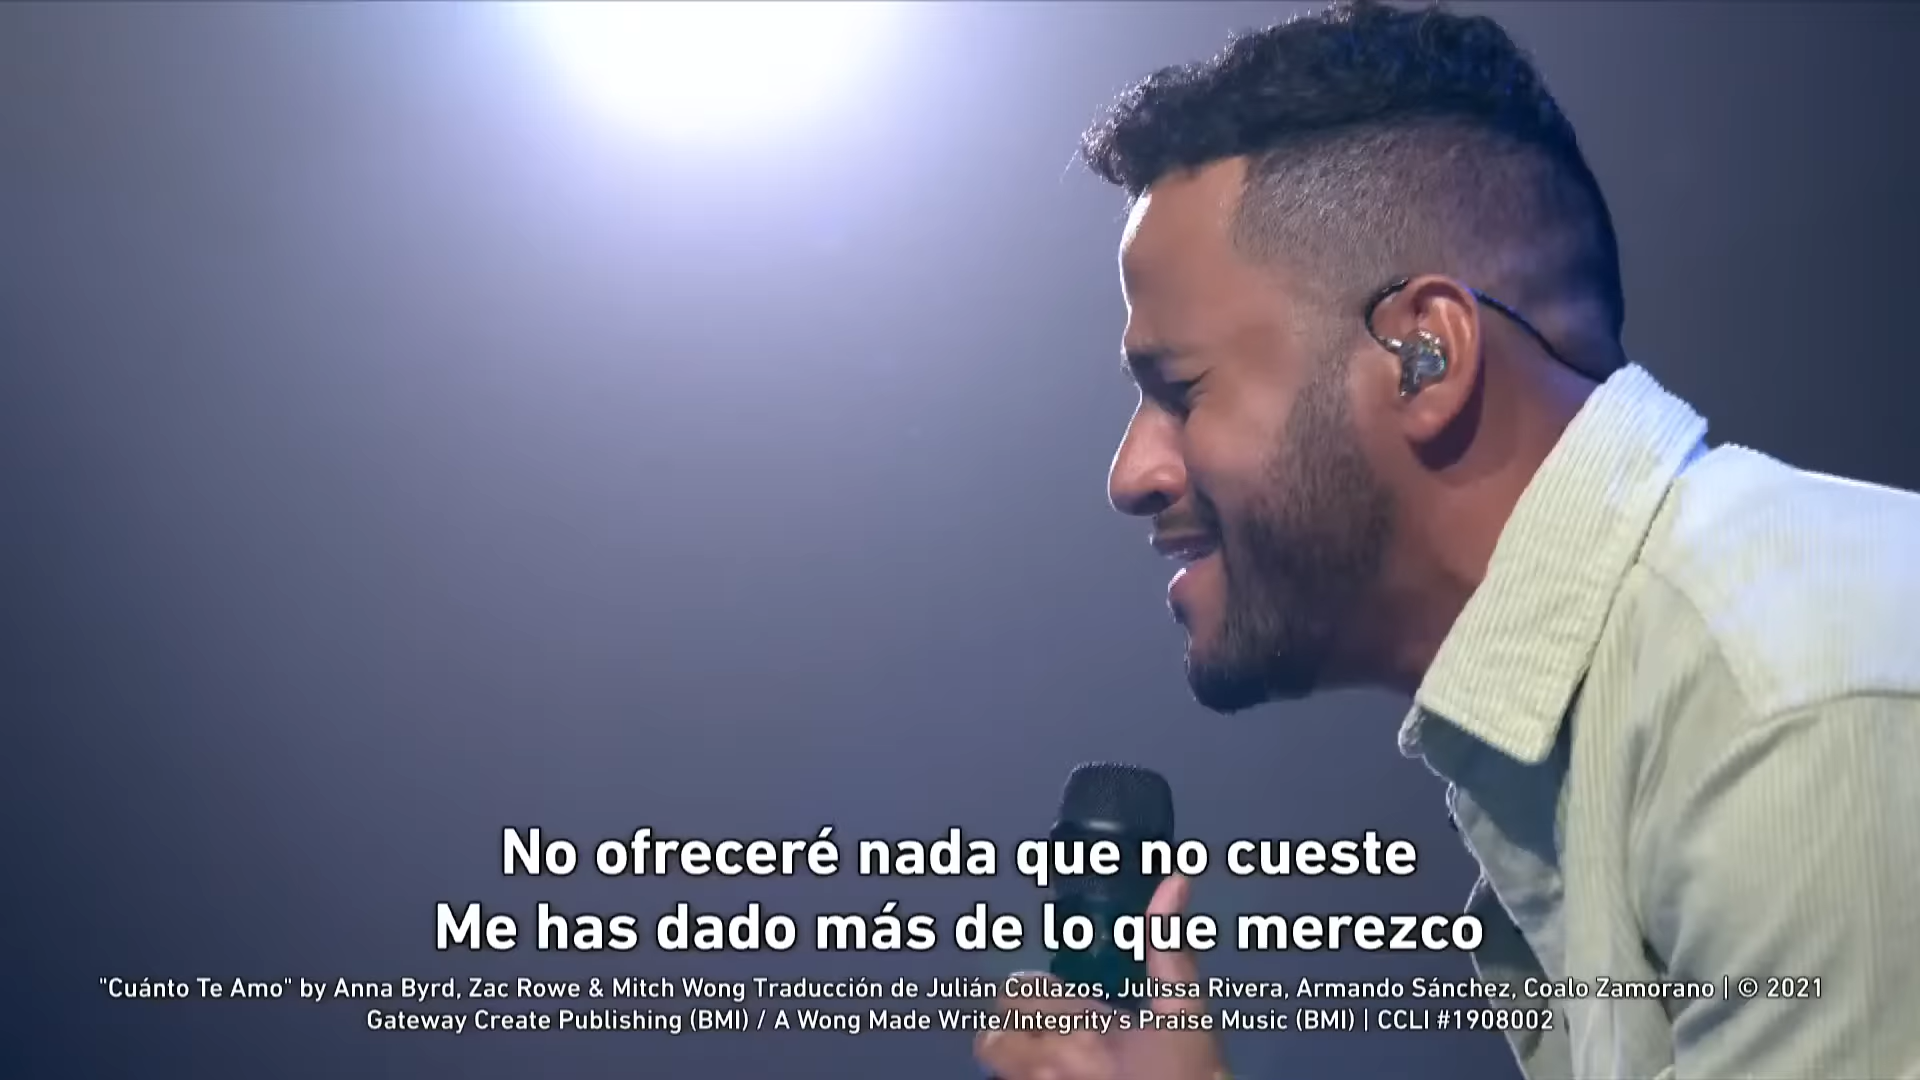 No ofreceré nada que no cueste
Me has dado más de lo que merezco
"Cuánto Te Amo" by Anna Byrd, Zac Rowe & Mitch Wong Traducción de Julián Collazos, Julissa Rivera, Armando Sánchez, Coalo Zamorano | © 2021
Gateway Create Publishing (BMI) / A Wong Made Write/Integrity's Praise Music (BMI) | CCLI #1908002